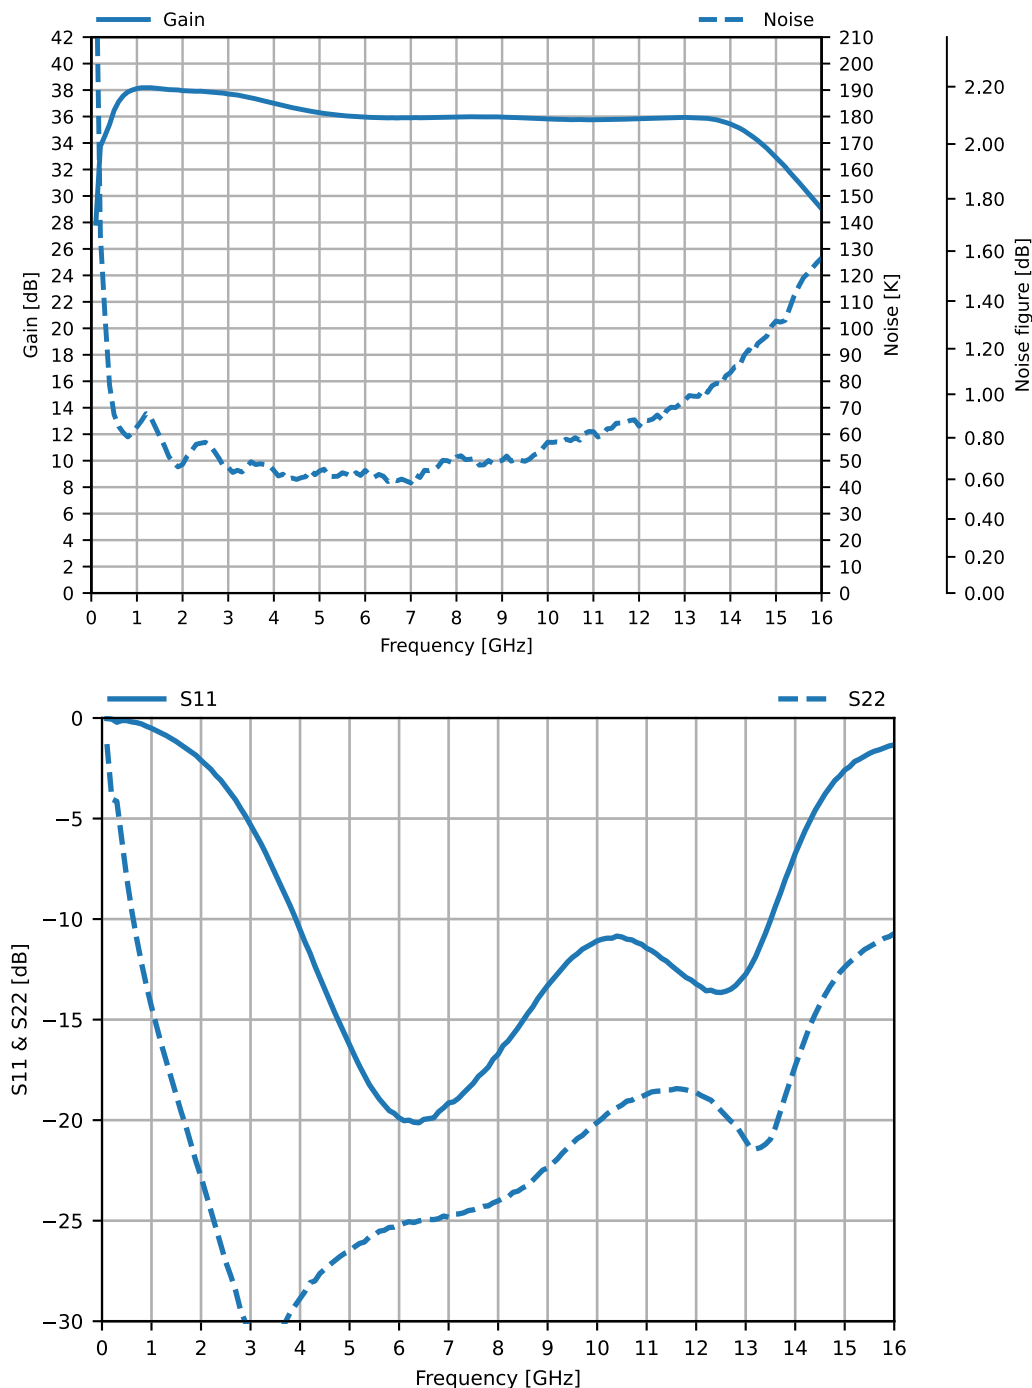 Gain Noise
42 210
40 200
38 190 2.20
36 180
34 170 2.00
32 160
30 150 1.80
28 140
26 130 1.60
24 120
22 110 1.40
20 100
18 90 1.20
16 80
14 70 1.00
12 60 0.80
10 50
8 40 0.60
6 30 0.40
4 20
2 10 0.20
0 0 0.00
Gain [dB]
Noise [K]
Noise figure [dB]
0 1 2 3 4 5 6 7 8 9 10 11 12 13 14 15 16
Frequency [GHz]
S11 S22
0
−5
−10
−15
−20
−25
−30
S11 & S22 [dB]
0 1 2 3 4 5 6 7 8 9 10 11 12 13 14 15 16
Frequency [GHz]